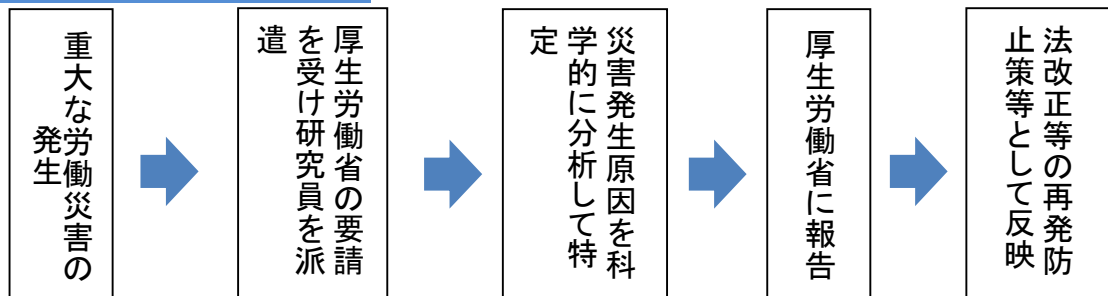 重大な労働災害の
発生
厚生労働省の要請
を受け研究員を派
遣
災害発生原因を科
学的に分析して特
定
厚生労働省に報告
法改正等の再発防
止策等として反映